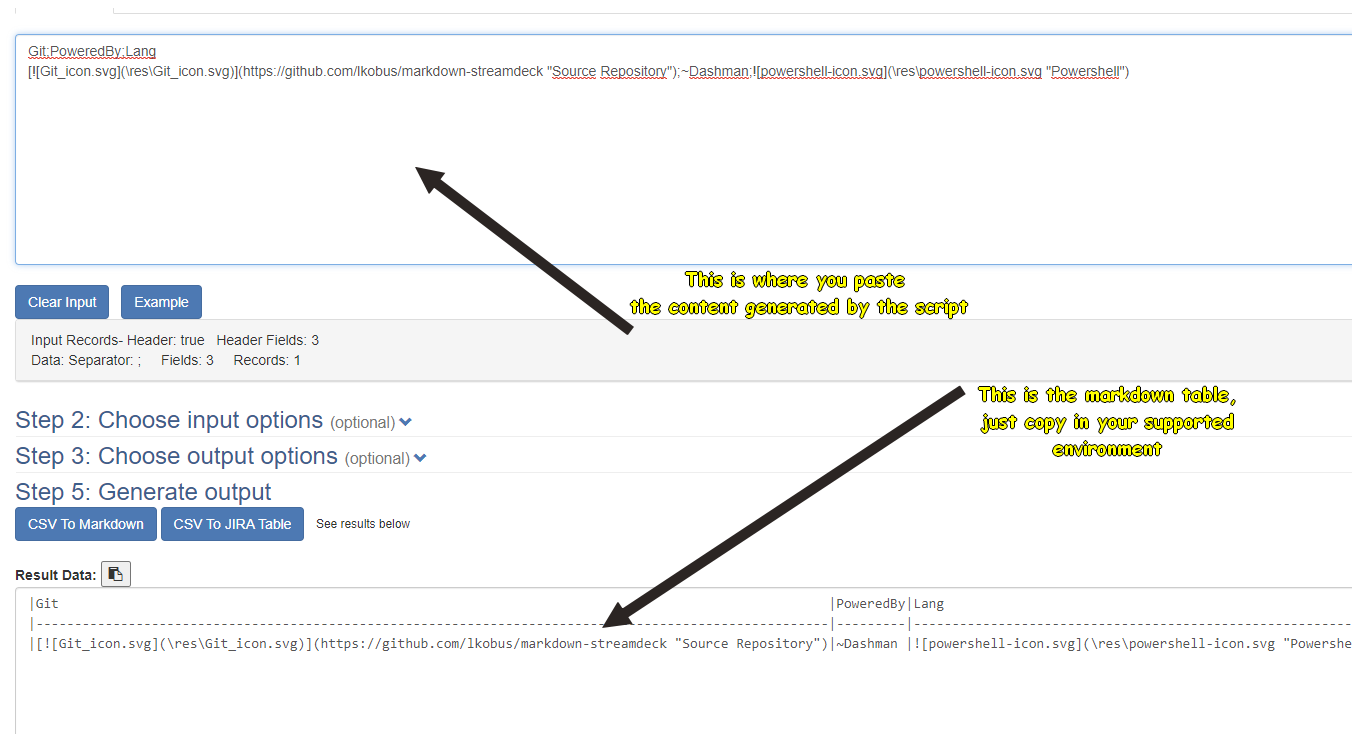 Git;PoweredBy;Lang
[![Git_icon.svg](\res\Git_icon.svg)](https://github.com/lkobus/markdown-streamdeck "Source Repository");~Dashman;![powershell-icon.svg](\res\powershell-icon.svg "Powershell")
This is where you paste
the content generated by the script
Clear Input Example
Input Records- Header: true Header Fields: 3
Data: Separator: ; Fields: 3 Records: 1
This is the markdown table,
just copy in your supported
environment
Step 2: Choose input options (optional)
Step 3: Choose output options (optional)
Step 5: Generate output
CSV To Markdown CSV To JIRA Table See results below
Result Data:
|Git |PoweredBy|Lang
|----------------------------------------------------------------------------------------------------|---------|----------------------------------------------------------
|[![Git_icon.svg](\res\Git_icon.svg)](https://github.com/lkobus/markdown-streamdeck "Source Repository")|~Dashman |![powershell-icon.svg](\res\powershell-icon.svg "Powershe